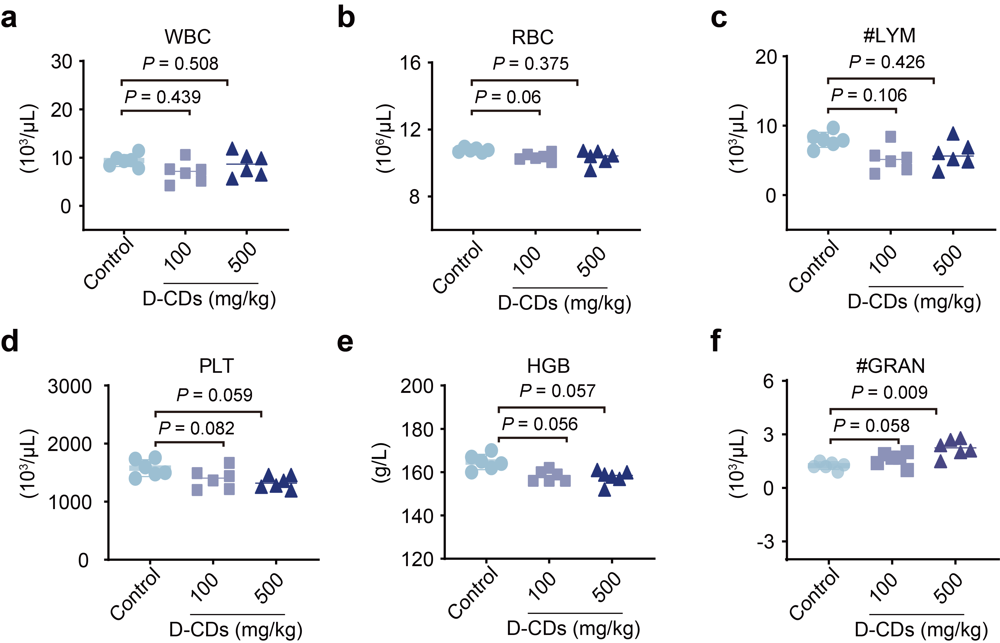 a
WBC
P = 0.508
P = 0.439
30
20
10
0
(10³/μL)
Control
100
500
D-CDs (mg/kg)
b
RBC
P = 0.375
P = 0.06
16
12
8
(10⁶/μL)
Control
100
500
D-CDs (mg/kg)
c
#LYM
P = 0.426
P = 0.106
20
10
0
(10³/μL)
Control
100
500
D-CDs (mg/kg)
d
PLT
P = 0.059
P = 0.082
3000
2000
1000
0
(10³/μL)
Control
100
500
D-CDs (mg/kg)
e
HGB
P = 0.057
P = 0.056
200
180
160
140
120
(g/L)
Control
100
500
D-CDs (mg/kg)
f
#GRAN
P = 0.009
P = 0.058
6
3
0
-3
(10³/μL)
Control
100
500
D-CDs (mg/kg)